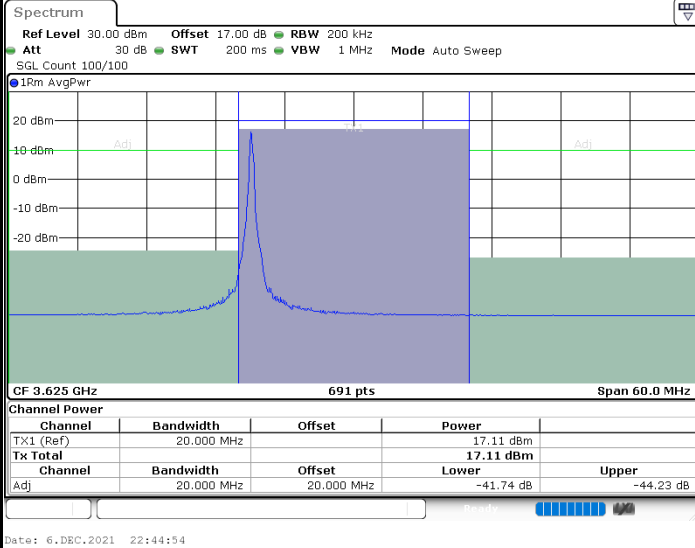 Spectrum
Ref Level 30.00 dBm Offset 17.00 dB RBW 200 kHz
Att 30 dB SWT 200 ms VBW 1 MHz Mode Auto Sweep
SGL Count 100/100
1Rm AvgPwr
20 dBm
TX1
Adj Adj
10 dBm
0 dBm
-10 dBm
-20 dBm
CF 3.625 GHz 691 pts Span 60.0 MHz
Channel Power
Channel Bandwidth Offset Power
TX1 (Ref) 20.000 MHz 17.11 dBm
Tx Total 17.11 dBm
Channel Bandwidth Offset Lower Upper
Adj 20.000 MHz 20.000 MHz -41.74 dB -44.23 dB
Ready
Date: 6.DEC.2021 22:44:54